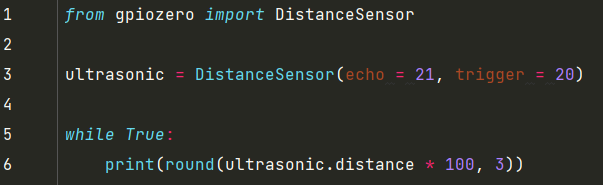 1 from gpiozero import DistanceSensor
2
3 ultrasonic = DistanceSensor(echo = 21, trigger = 20)
4
5 while True:
6     print(round(ultrasonic.distance * 100, 3))